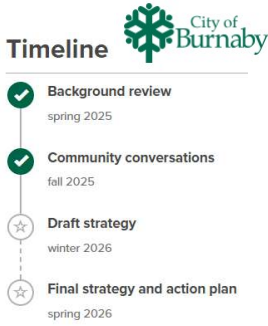 City of
Burnaby
Timeline
Background review
spring 2025
Community conversations
fall 2025
Draft strategy
winter 2026
Final strategy and action plan
spring 2026